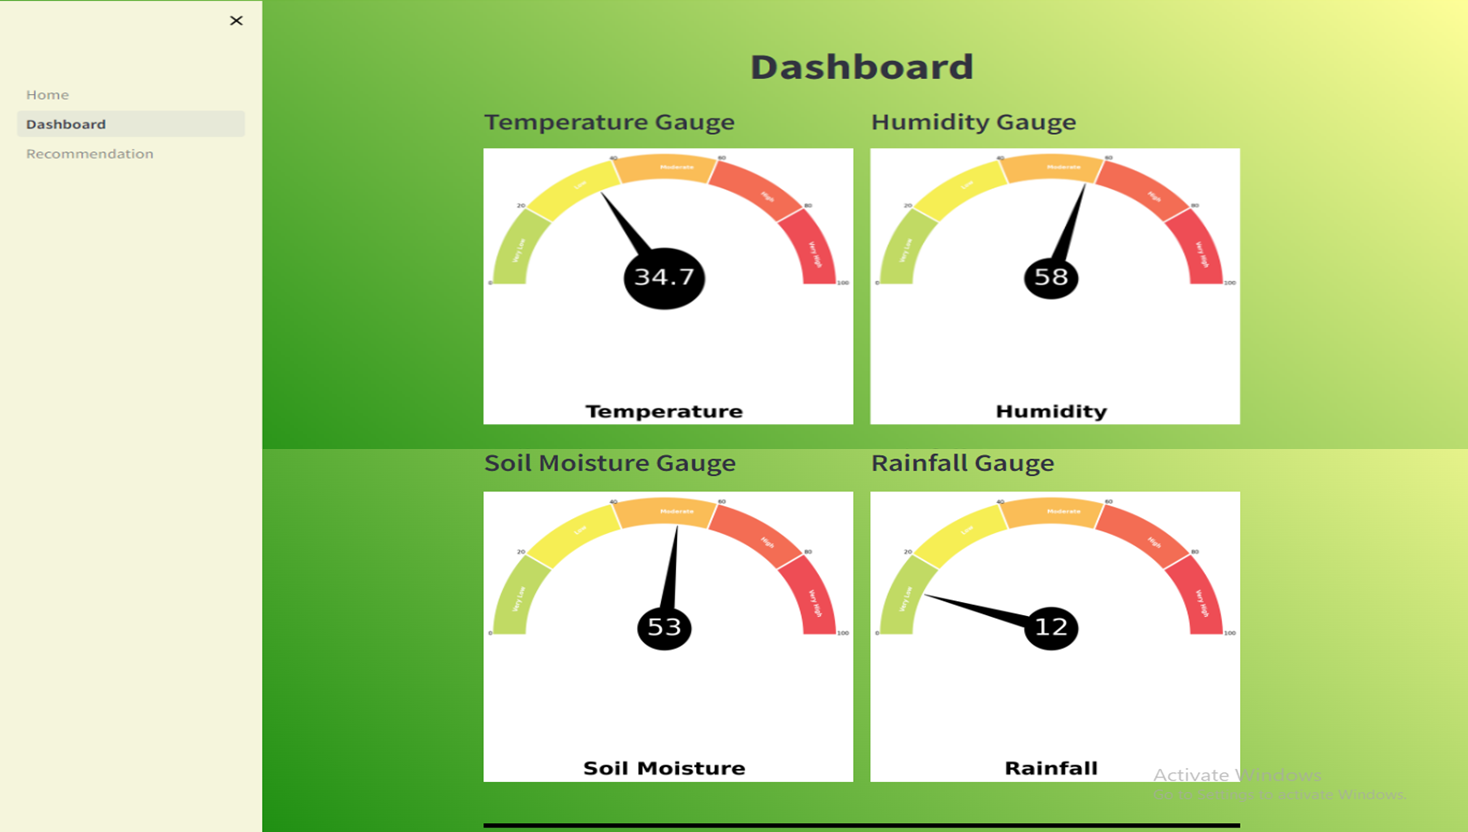 ×
Home
Dashboard
Recommendation
Dashboard
Temperature Gauge
0
20
40
60
80
100
Very Low
Low
Moderate
High
Very High
34.7
Temperature
Humidity Gauge
0
20
40
60
80
100
Very Low
Low
Moderate
High
Very High
58
Humidity
Soil Moisture Gauge
0
20
40
60
80
100
Very Low
Low
Moderate
High
Very High
53
Soil Moisture
Rainfall Gauge
0
20
40
60
80
100
Very Low
Low
Moderate
High
Very High
12
Rainfall
Activate Windows
Go to Settings to activate Windows.